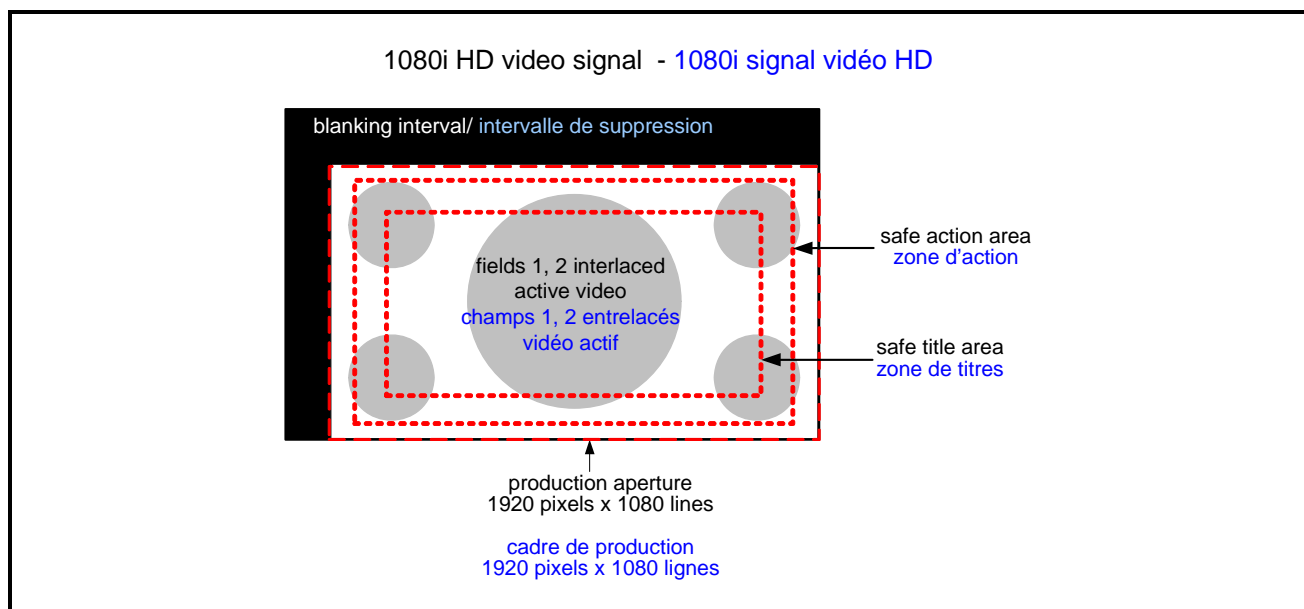 1080i HD video signal - 1080i signal vidéo HD
blanking interval/ intervalle de suppression
fields 1, 2 interlaced
active video
champs 1, 2 entrelacés
vidéo actif
safe action area
zone d'action
safe title area
zone de titres
production aperture
1920 pixels x 1080 lines
cadre de production
1920 pixels x 1080 lignes